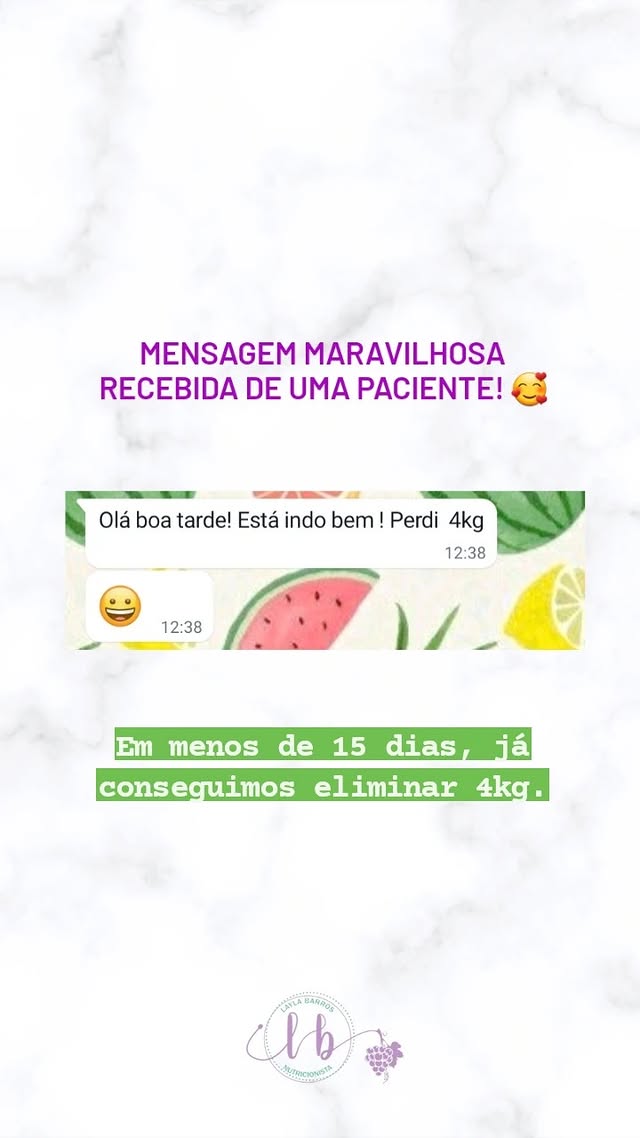 MENSAGEM MARAVILHOSA
RECEBIDA DE UMA PACIENTE! 🥰
Olá boa tarde! Está indo bem ! Perdi 4kg
12:38
😀
12:38
Em menos de 15 dias, já
conseguimos eliminar 4kg.
LAYLA BARROS
lb
NUTRICIONISTA